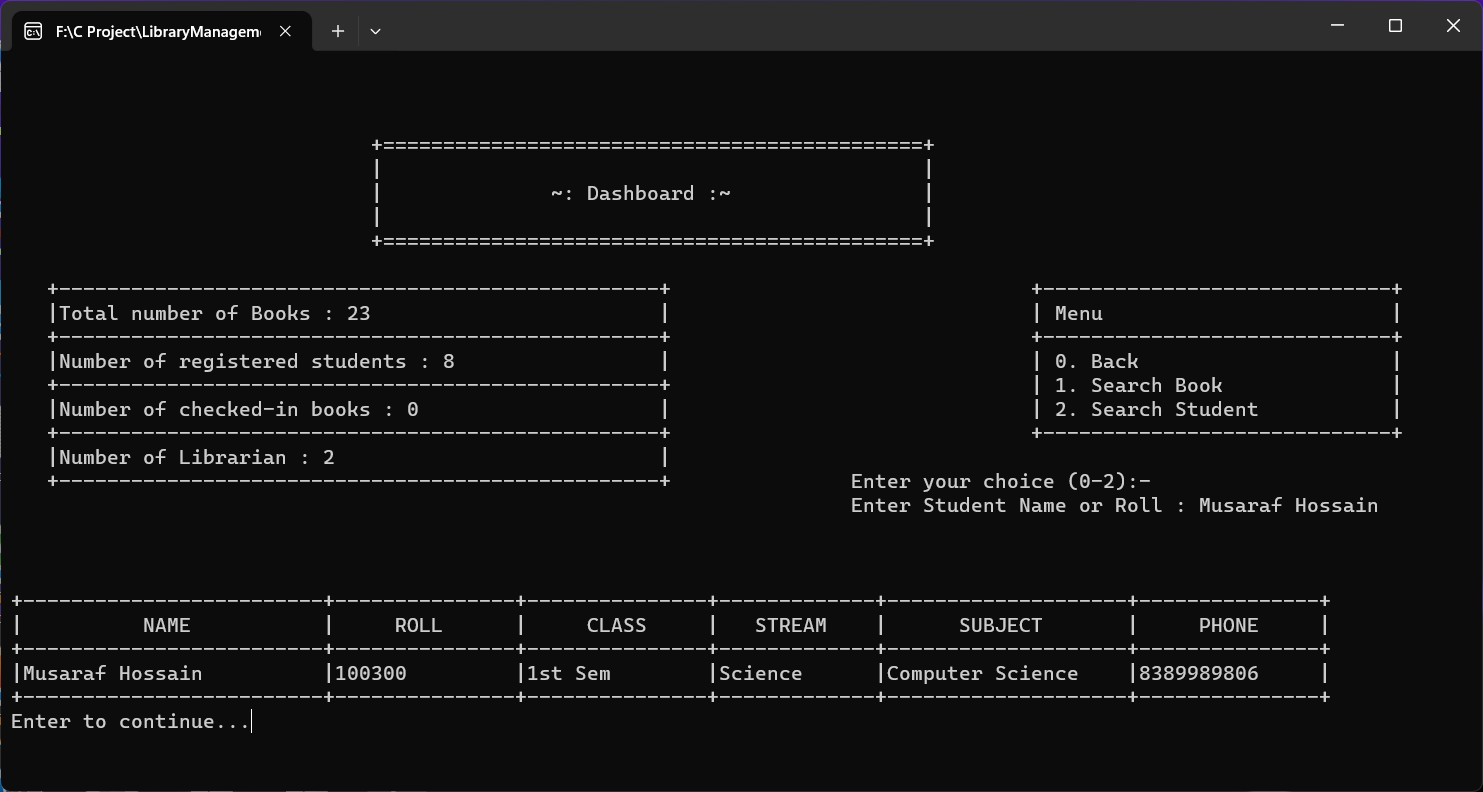 F:\C Project\LibraryManagem
~: Dashboard :~
Total number of Books : 23
Number of registered students : 8
Number of checked-in books : 0
Number of Librarian : 2
Menu
0. Back
1. Search Book
2. Search Student
Enter your choice (0-2):-
Enter Student Name or Roll : Musaraf Hossain
NAME ROLL CLASS STREAM SUBJECT PHONE
Musaraf Hossain 100300 1st Sem Science Computer Science 8389989806
Enter to continue...